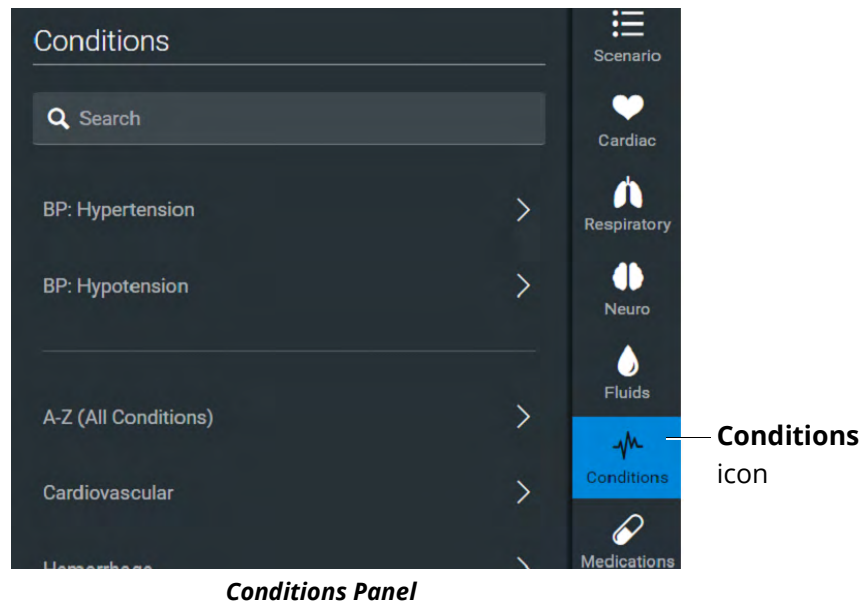 Conditions
Search
BP: Hypertension
BP: Hypotension
A-Z (All Conditions)
Cardiovascular
Hemorrhage
Scenario
Cardiac
Respiratory
Neuro
Fluids
Conditions
Medications
Conditions
icon
Conditions Panel